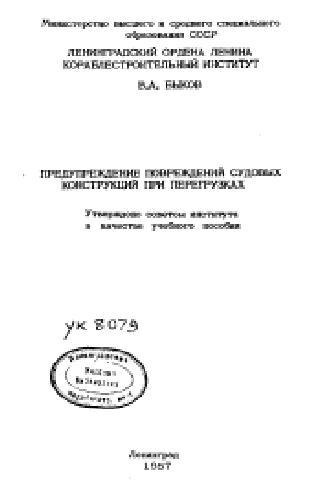 Министерство высшего и среднего специального
образования СССР
ЛЕНИНГРАДСКИЙ ОРДЕНА ЛЕНИНА
КОРАБЛЕСТРОИТЕЛЬНЫЙ ИНСТИТУТ
В.А. БЫКОВ
ПРЕДУПРЕЖДЕНИЕ ПОВРЕЖДЕНИЙ СУДОВЫХ
КОНСТРУКЦИЙ ПРИ ПЕРЕГРУЗКАХ
Утверждено советом института
в качестве учебного пособия
УК 8079
Ленинград
1987